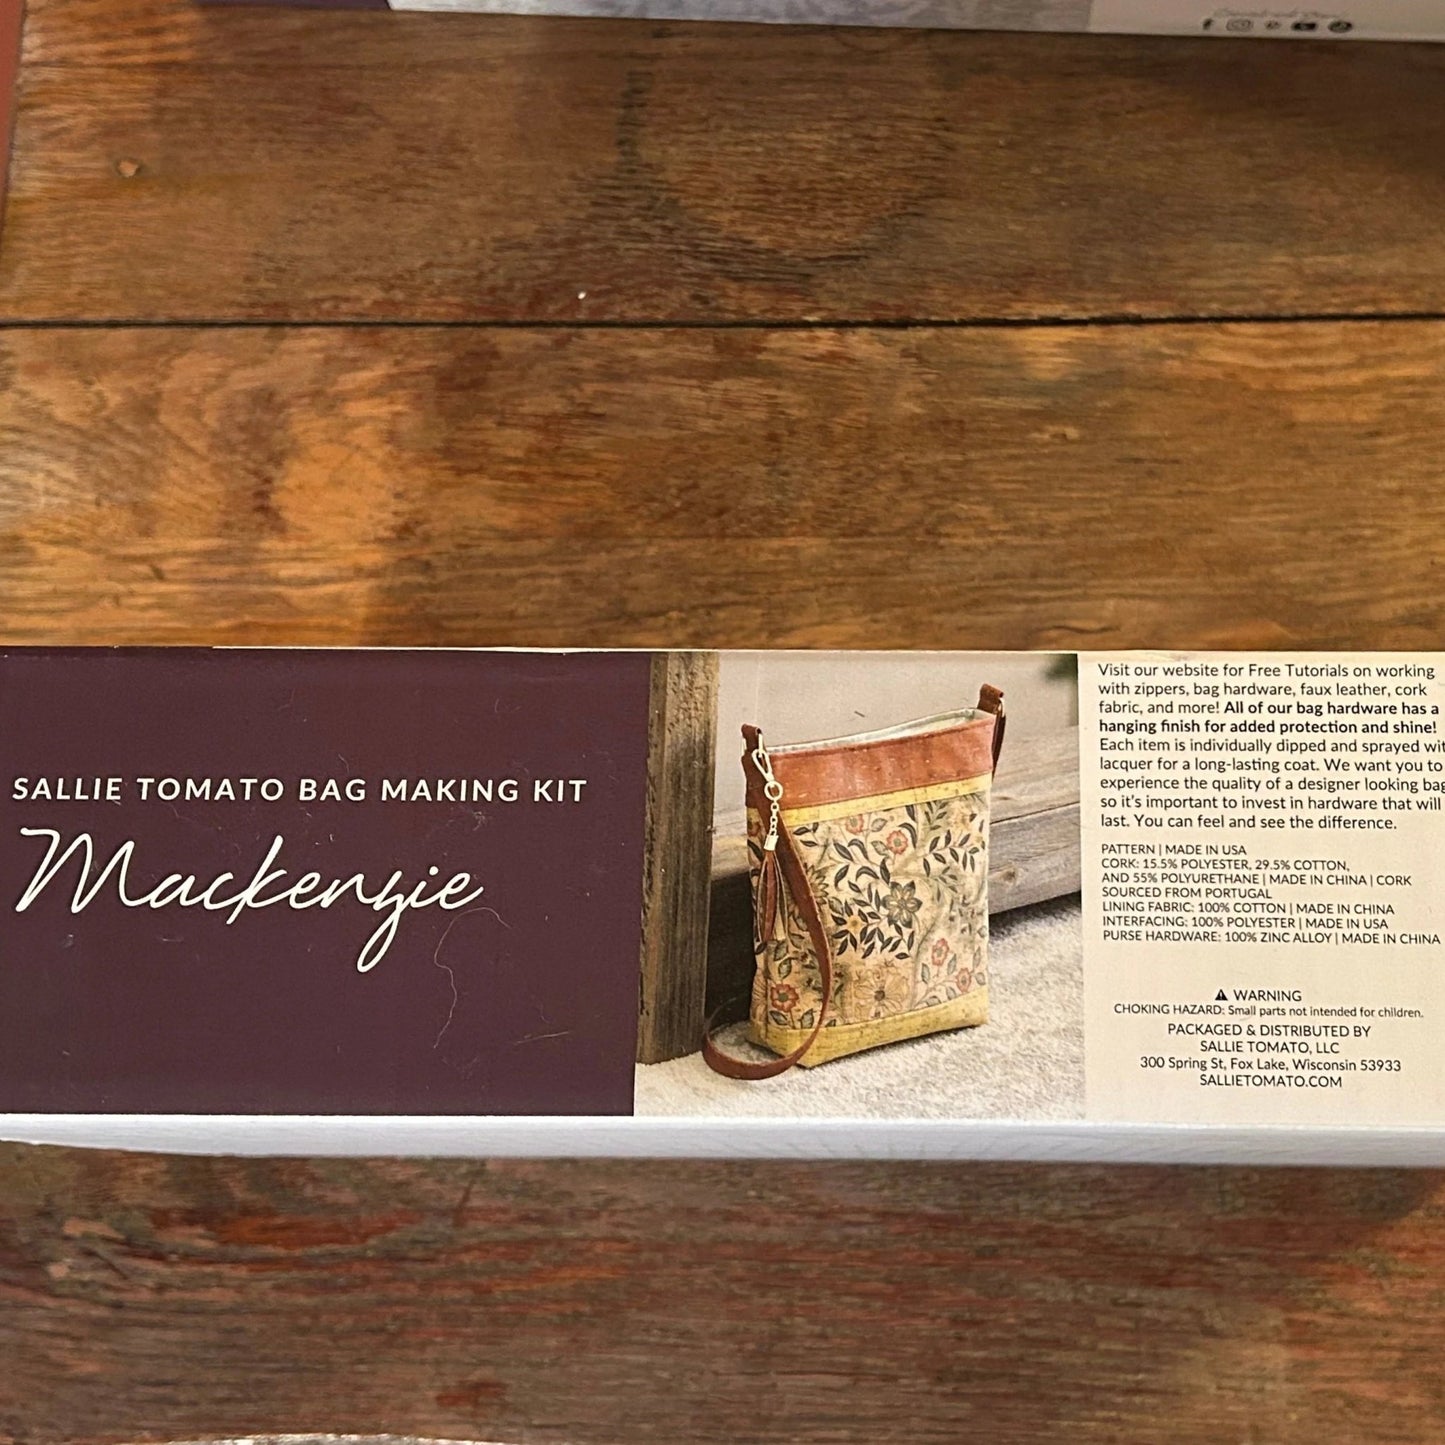 SALLIE TOMATO BAG MAKING KIT
Mackenzie
Visit our website for Free Tutorials on working
with zippers, bag hardware, faux leather, cork
fabric, and more! All of our bag hardware has a
hanging finish for added protection and shine!
Each item is individually dipped and sprayed wit
lacquer for a long-lasting coat. We want you to
experience the quality of a designer looking bag
so it's important to invest in hardware that will
last. You can feel and see the difference.
PATTERN | MADE IN USA
CORK: 15.5% POLYESTER, 29.5% COTTON,
AND 55% POLYURETHANE | MADE IN CHINA | CORK
SOURCED FROM PORTUGAL
LINING FABRIC: 100% COTTON | MADE IN CHINA
INTERFACING: 100% POLYESTER | MADE IN USA
PURSE HARDWARE: 100% ZINC ALLOY | MADE IN CHINA
WARNING
CHOKING HAZARD: Small parts not intended for children.
PACKAGED & DISTRIBUTED BY
SALLIE TOMATO, LLC
300 Spring St, Fox Lake, Wisconsin 53933
SALLIETOMATO.COM